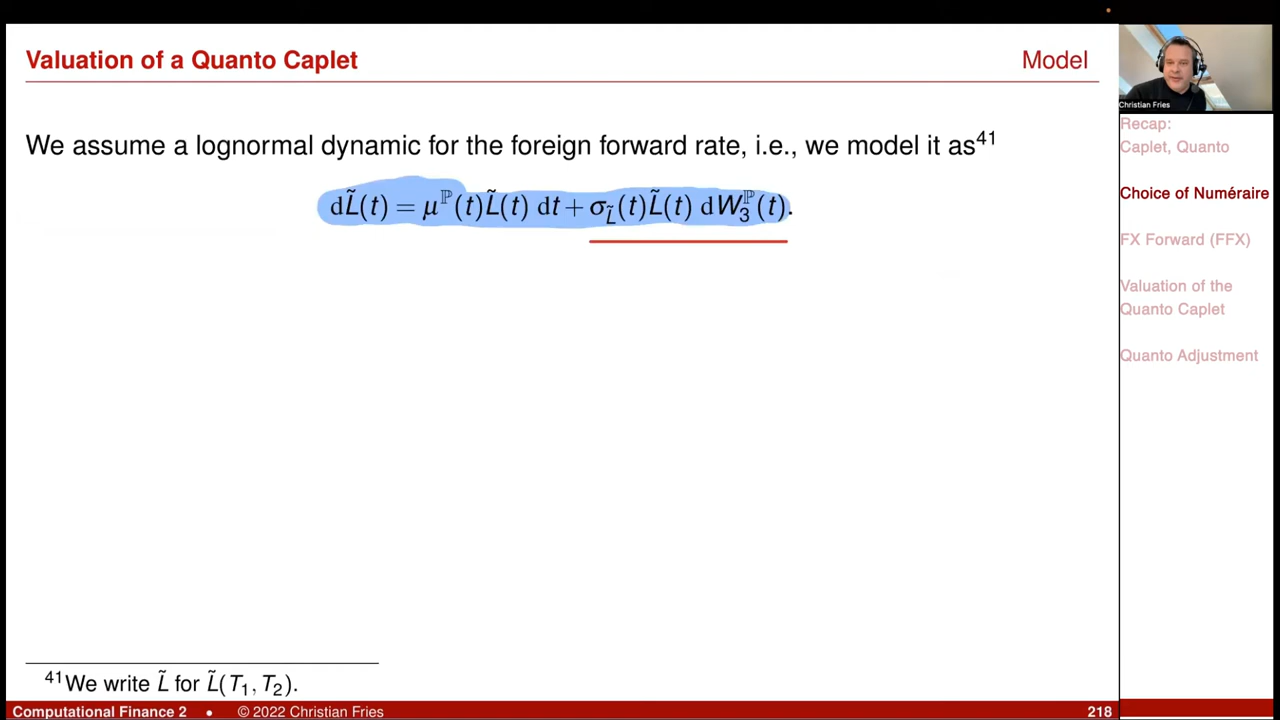 Valuation of a Quanto Caplet
Model
We assume a lognormal dynamic for the foreign forward rate, i.e., we model it as⁴¹
dL̃(t) = μ^ℙ(t)L̃(t) dt + σ_L̃(t)L̃(t) dW₃^ℙ(t).
⁴¹We write L̃ for L̃(T₁, T₂).
Computational Finance 2 • © 2022 Christian Fries
218
Christian Fries
Recap:
Caplet, Quanto
Choice of Numéraire
FX Forward (FFX)
Valuation of the
Quanto Caplet
Quanto Adjustment